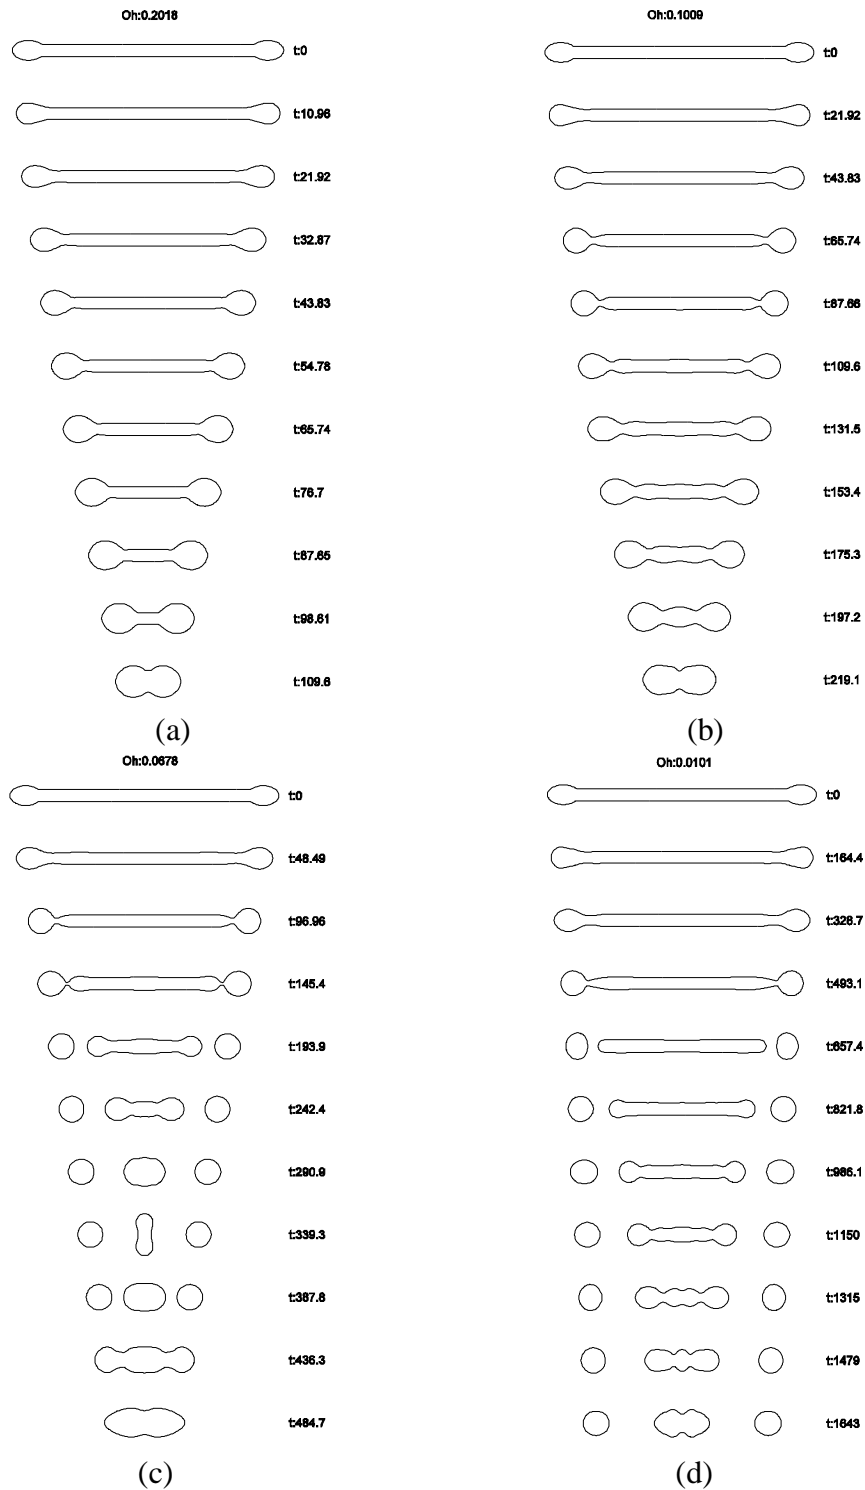 Oh:0.2018
t:0
t:10.96
t:21.92
t:32.87
t:43.83
t:54.78
t:65.74
t:76.7
t:87.65
t:98.61
t:109.6
(a)
Oh:0.1009
t:0
t:21.92
t:43.83
t:65.74
t:87.66
t:109.6
t:131.5
t:153.4
t:175.3
t:197.2
t:219.1
(b)
Oh:0.0678
t:0
t:48.49
t:96.96
t:145.4
t:193.9
t:242.4
t:290.9
t:339.3
t:387.8
t:436.3
t:484.7
(c)
Oh:0.0101
t:0
t:164.4
t:328.7
t:493.1
t:657.4
t:821.8
t:986.1
t:1150
t:1315
t:1479
t:1643
(d)